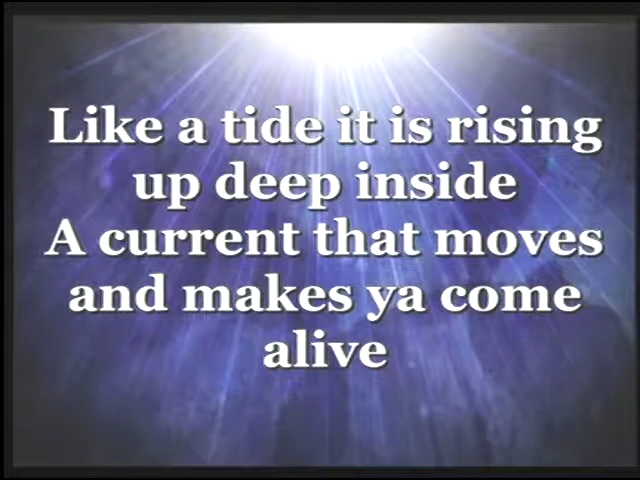 Like a tide it is rising
up deep inside
A current that moves
and makes ya come
alive